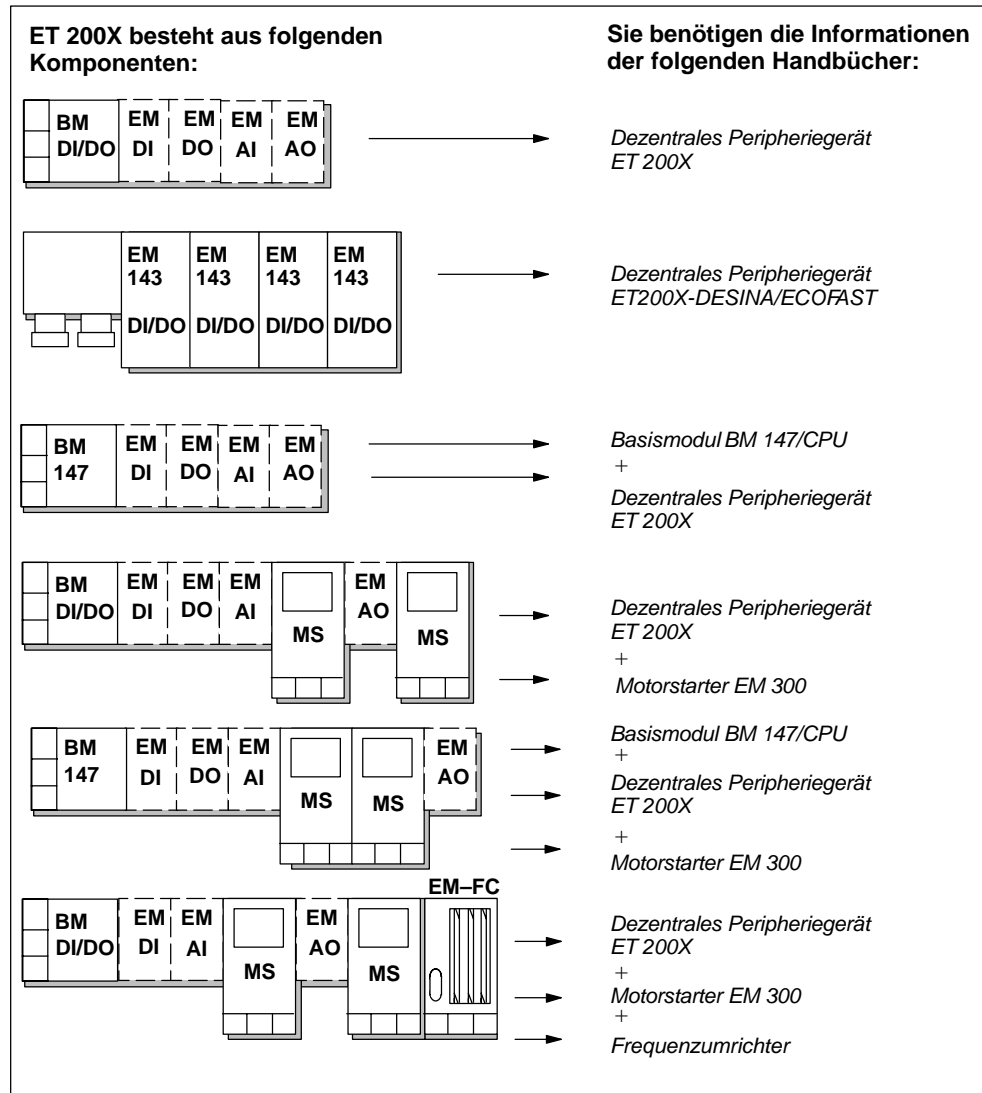 ET 200X besteht aus folgenden
Komponenten:
Sie benötigen die Informationen
der folgenden Handbücher:
BM
DI/DO
EM
DI
EM
DO
EM
AI
EM
AO
Dezentrales Peripheriegerät
ET 200X
EM
143
DI/DO
EM
143
DI/DO
EM
143
DI/DO
EM
143
DI/DO
Dezentrales Peripheriegerät
ET200X-DESINA/ECOFAST
BM
147
EM
DI
EM
DO
EM
AI
EM
AO
Basismodul BM 147/CPU
+
Dezentrales Peripheriegerät
ET 200X
BM
DI/DO
EM
DI
EM
DO
EM
AI
MS
EM
AO
MS
Dezentrales Peripheriegerät
ET 200X
+
Motorstarter EM 300
BM
147
EM
DI
EM
DO
EM
AI
MS
MS
EM
AO
Basismodul BM 147/CPU
+
Dezentrales Peripheriegerät
ET 200X
+
Motorstarter EM 300
BM
DI/DO
EM
DI
EM
AI
MS
EM
AO
MS
EM–FC
Dezentrales Peripheriegerät
ET 200X
+
Motorstarter EM 300
+
Frequenzumrichter